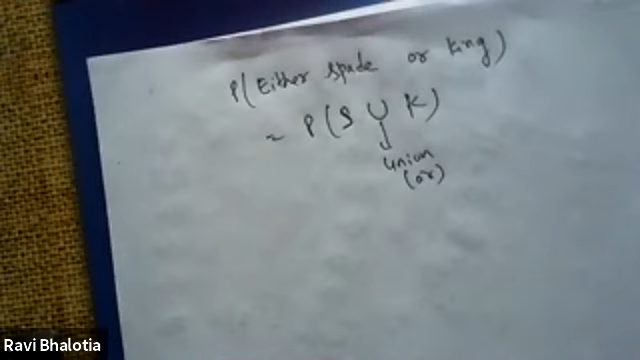 P(Either spade or king)
= P(S ∪ K)
Union
(or)
Ravi Bhalotia